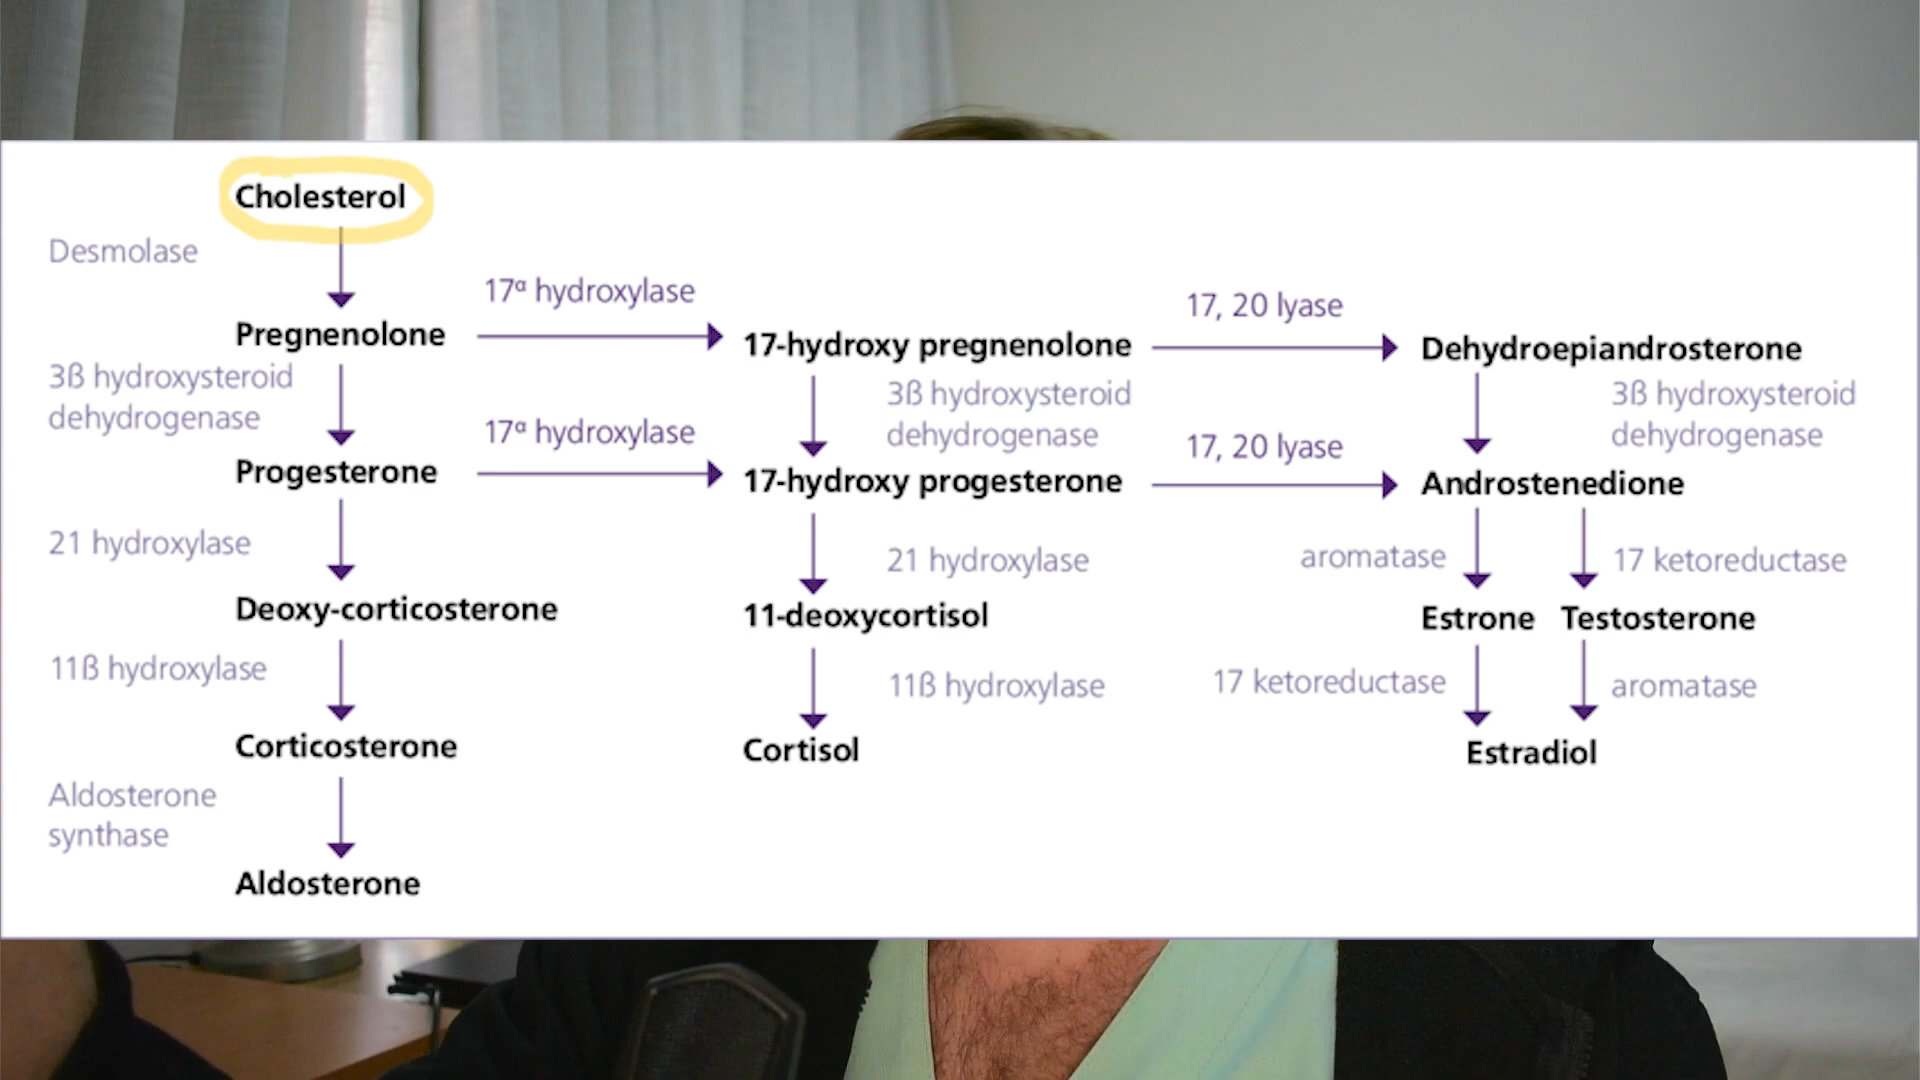 Cholesterol
Desmolase
17α hydroxylase
17, 20 lyase
Pregnenolone
17-hydroxy pregnenolone
Dehydroepiandrosterone
3ß hydroxysteroid
dehydrogenase
3ß hydroxysteroid
dehydrogenase
3ß hydroxysteroid
dehydrogenase
17α hydroxylase
17, 20 lyase
Progesterone
17-hydroxy progesterone
Androstenedione
21 hydroxylase
21 hydroxylase
aromatase
17 ketoreductase
Deoxy-corticosterone
11-deoxycortisol
Estrone
Testosterone
11ß hydroxylase
11ß hydroxylase
17 ketoreductase
aromatase
Corticosterone
Cortisol
Estradiol
Aldosterone
synthase
Aldosterone